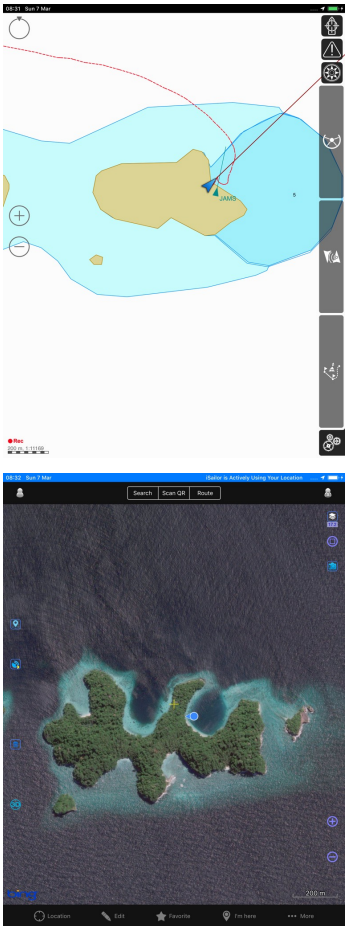 08:31 Sun 7 Mar
JAMB
5
Rec
200 m, 1:11169
08:32 Sun 7 Mar
iSailor is Actively Using Your Location
Search Scan QR Route
Location Edit Favorite I'm here More
200 m